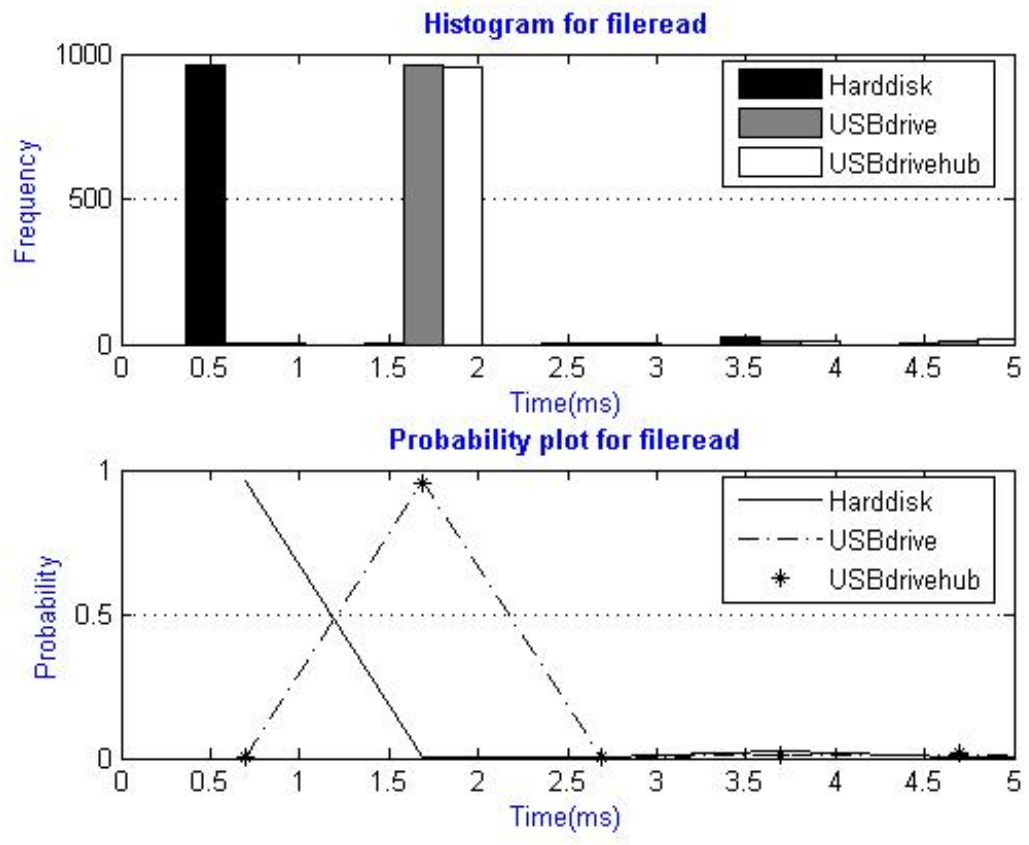 Histogram for fileread
1000
500
0
Frequency
Harddisk
USBdrive
USBdrivehub
0 0.5 1 1.5 2 2.5 3 3.5 4 4.5 5
Time(ms)
Probability plot for fileread
1
0.5
0
Probability
Harddisk
USBdrive
USBdrivehub
0 0.5 1 1.5 2 2.5 3 3.5 4 4.5 5
Time(ms)